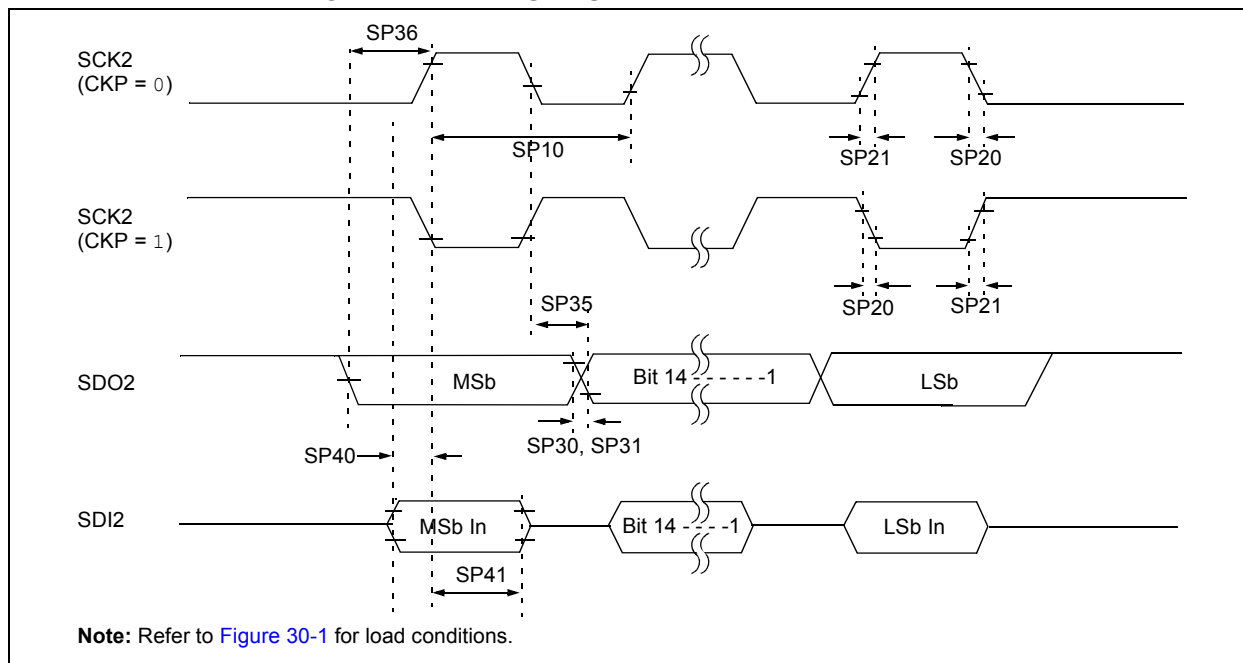 SP36
SCK2
(CKP = 0)
SP10
SP21
SP20
SCK2
(CKP = 1)
SP35
SP20
SP21
SDO2
MSb
Bit 14 - - - - - -1
LSb
SP30, SP31
SP40
SDI2
MSb In
Bit 14 - - - -1
LSb In
SP41
Note: Refer to Figure 30-1 for load conditions.